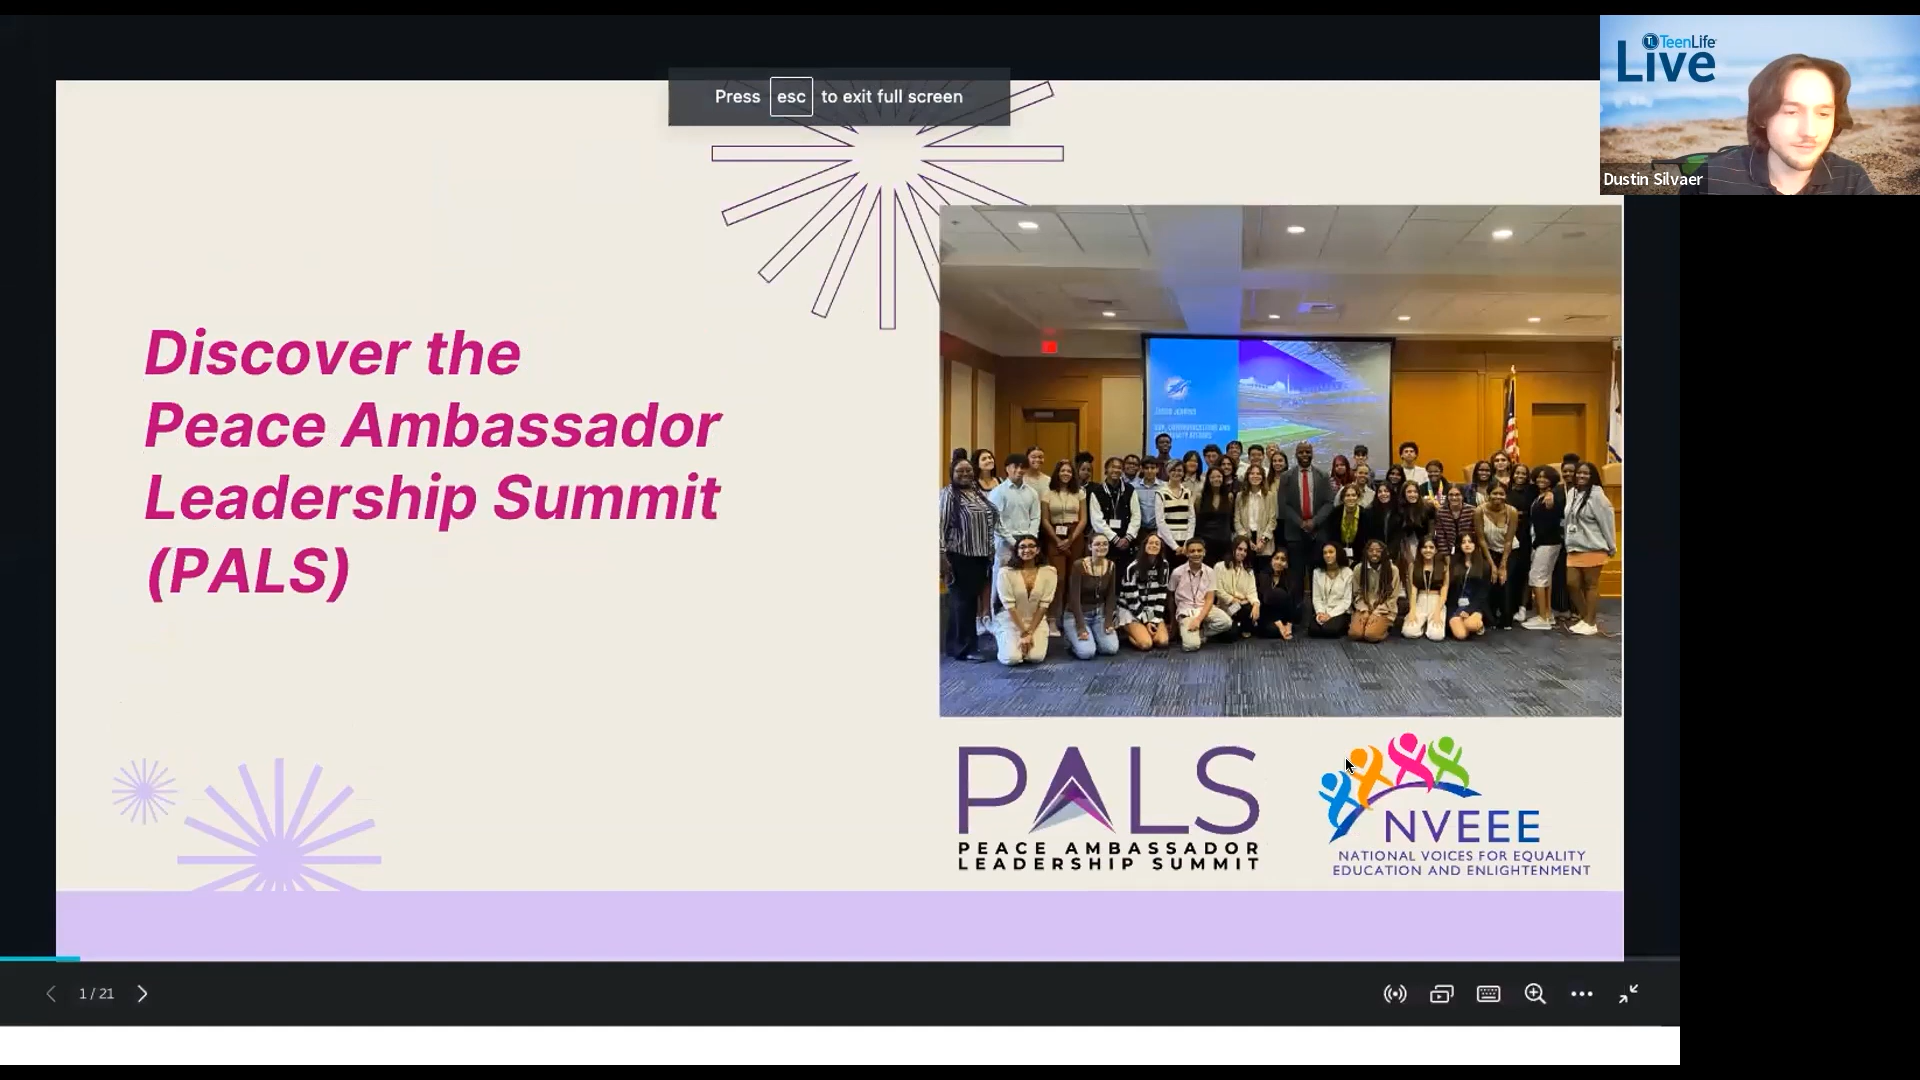 Press esc to exit full screen
TL TeenLife
Live
Dustin Silvaer
Discover the
Peace Ambassador
Leadership Summit
(PALS)
PALS
PEACE AMBASSADOR
LEADERSHIP SUMMIT
NVEEE
NATIONAL VOICES FOR EQUALITY
EDUCATION AND ENLIGHTENMENT
1 / 21